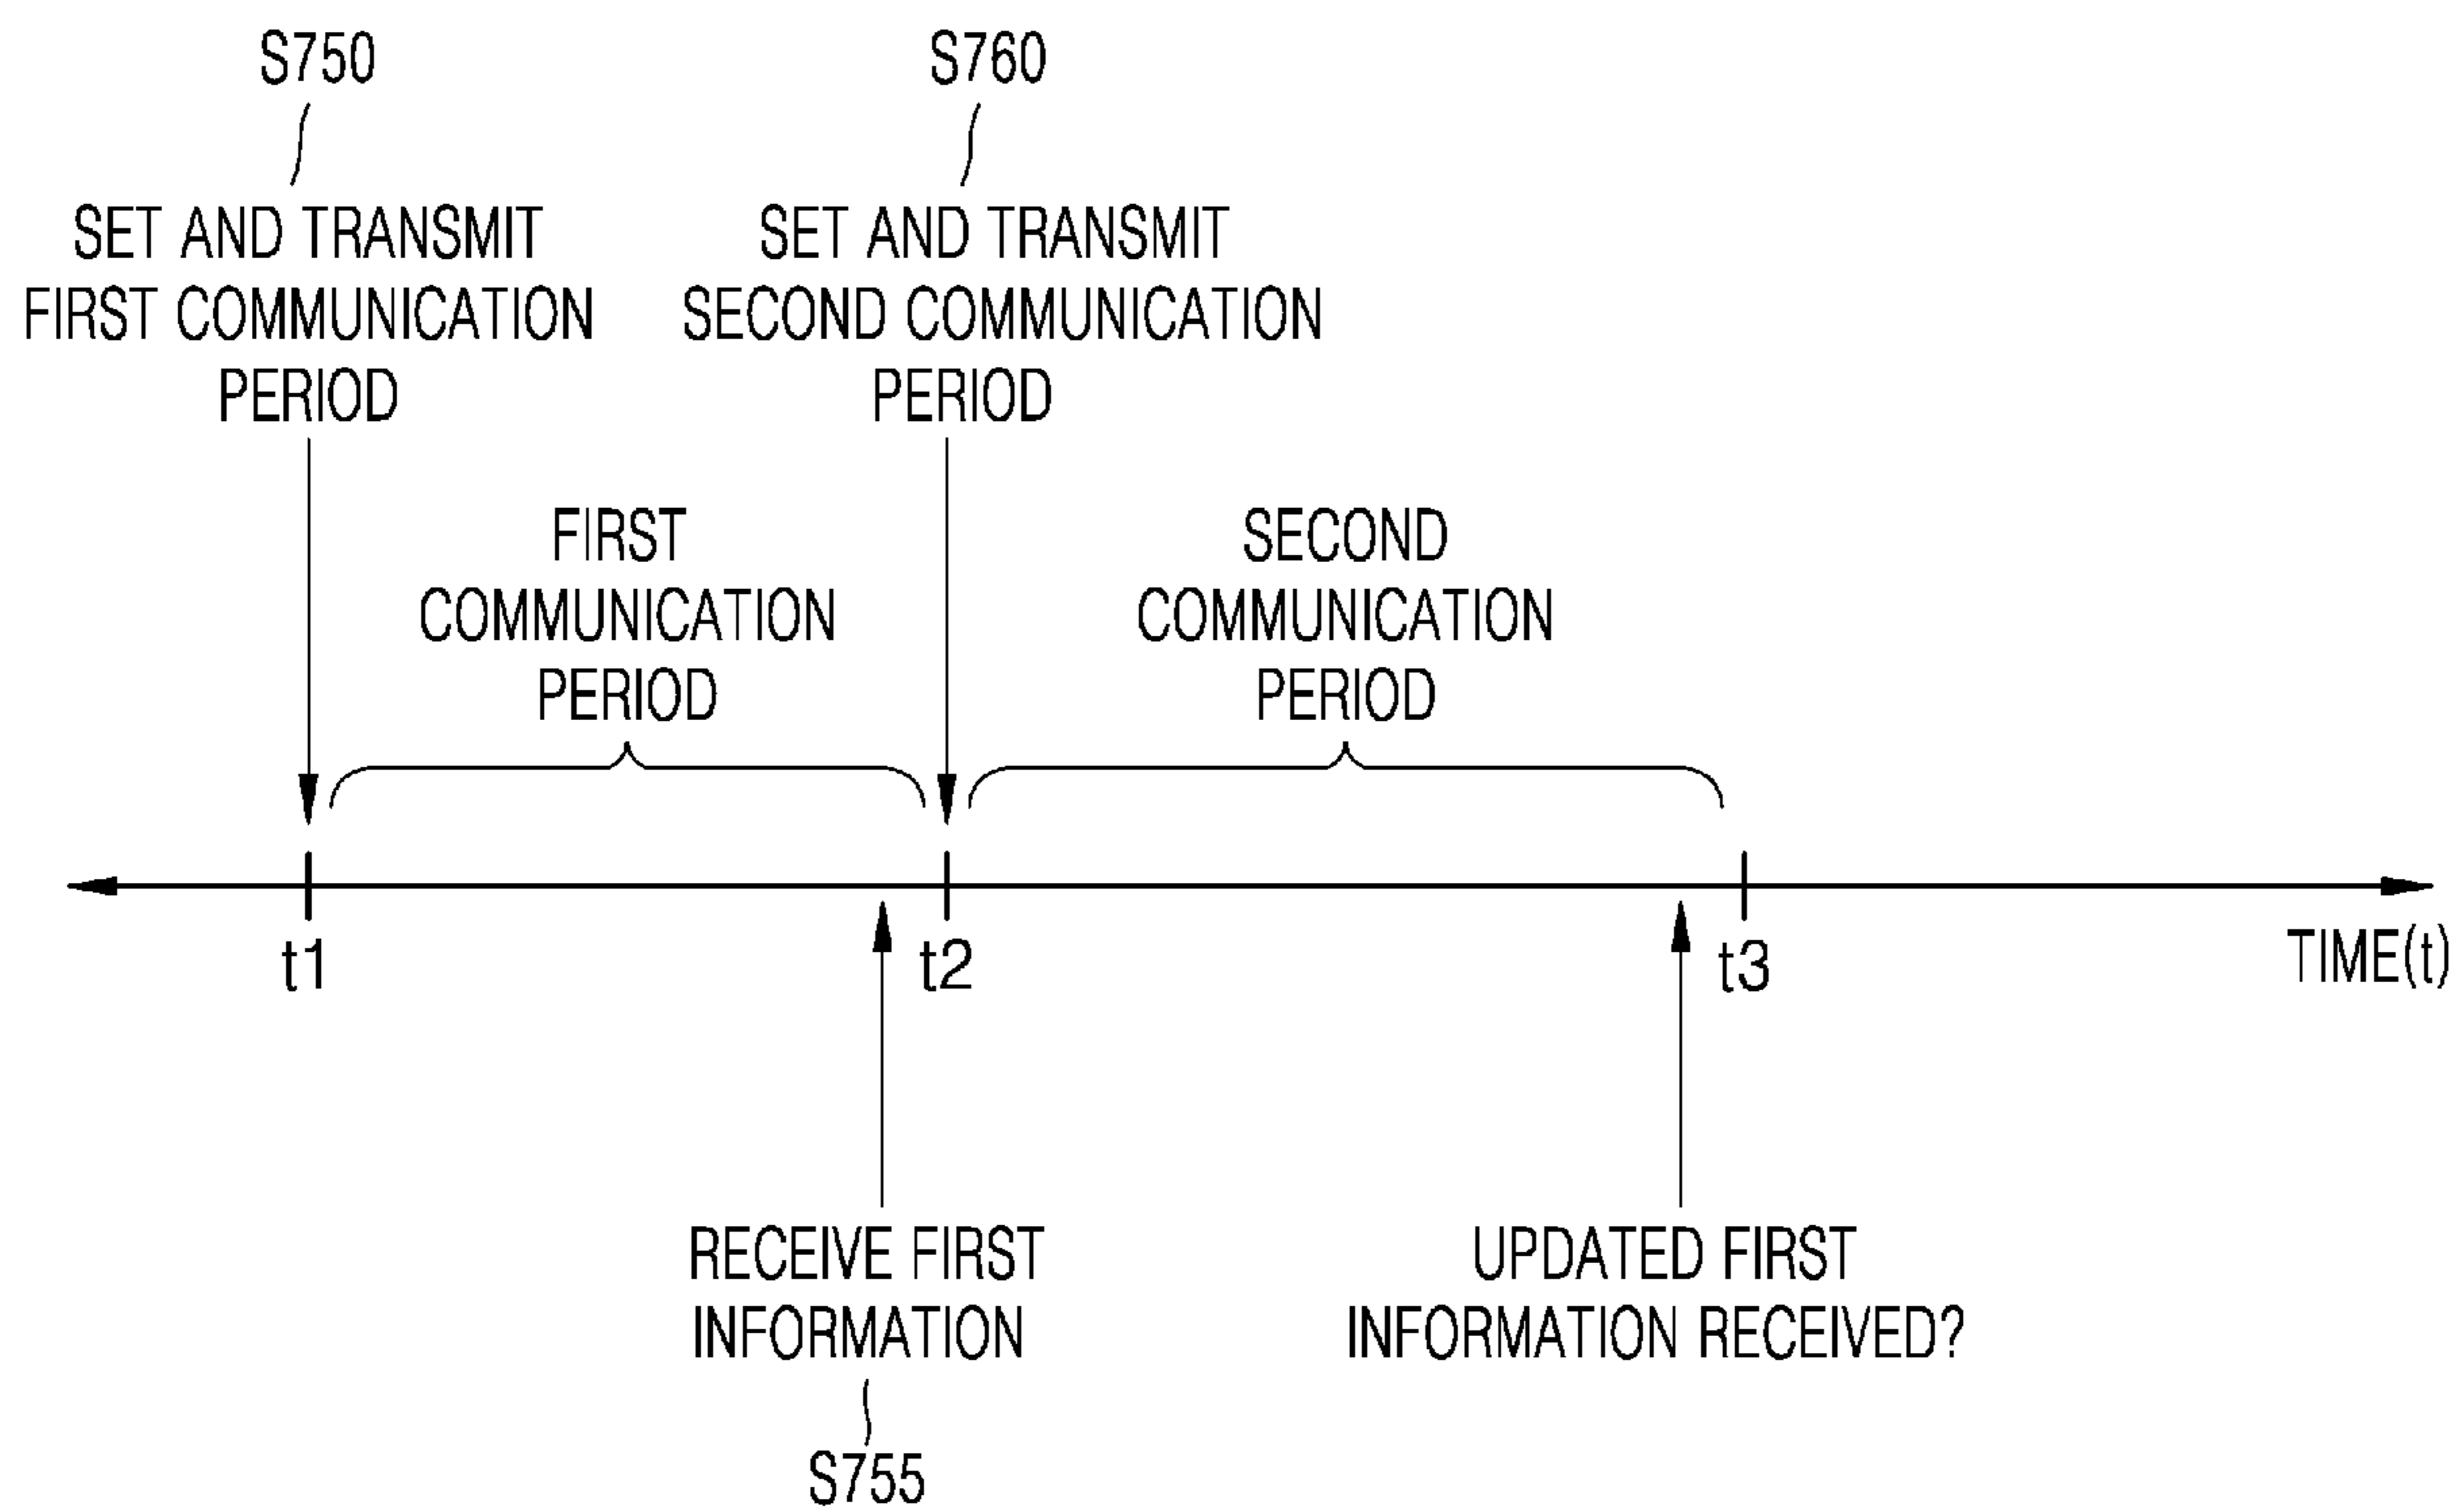 S750
SET AND TRANSMIT
FIRST COMMUNICATION
PERIOD
S760
SET AND TRANSMIT
SECOND COMMUNICATION
PERIOD
FIRST
COMMUNICATION
PERIOD
SECOND
COMMUNICATION
PERIOD
t1
t2
t3
TIME(t)
RECEIVE FIRST
INFORMATION
S755
UPDATED FIRST
INFORMATION RECEIVED?